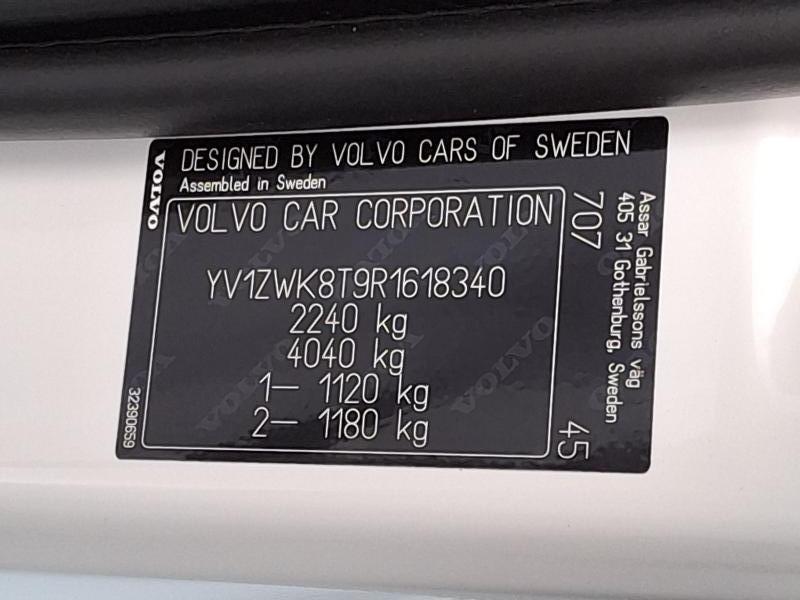 VOLVO
DESIGNED BY VOLVO CARS OF SWEDEN
Assembled in Sweden
VOLVO CAR CORPORATION
YV1ZWK8T9R1618340
2240 kg
4040 kg
1– 1120 kg
2– 1180 kg
707
45
Assar Gabrielssons väg
405 31 Gothenburg, Sweden
32390659